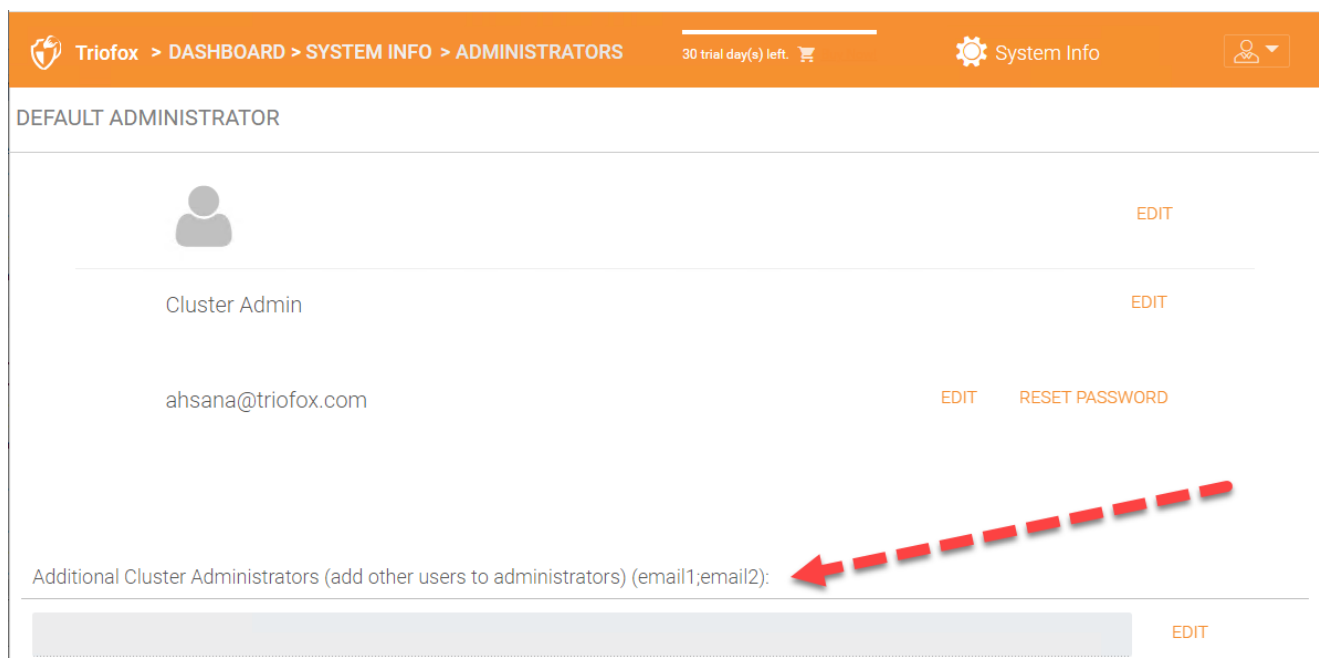 Triofox > DASHBOARD > SYSTEM INFO > ADMINISTRATORS 30 trial day(s) left. System Info
DEFAULT ADMINISTRATOR
EDIT
Cluster Admin EDIT
ahsana@triofox.com EDIT RESET PASSWORD
Additional Cluster Administrators (add other users to administrators) (email1;email2):
EDIT